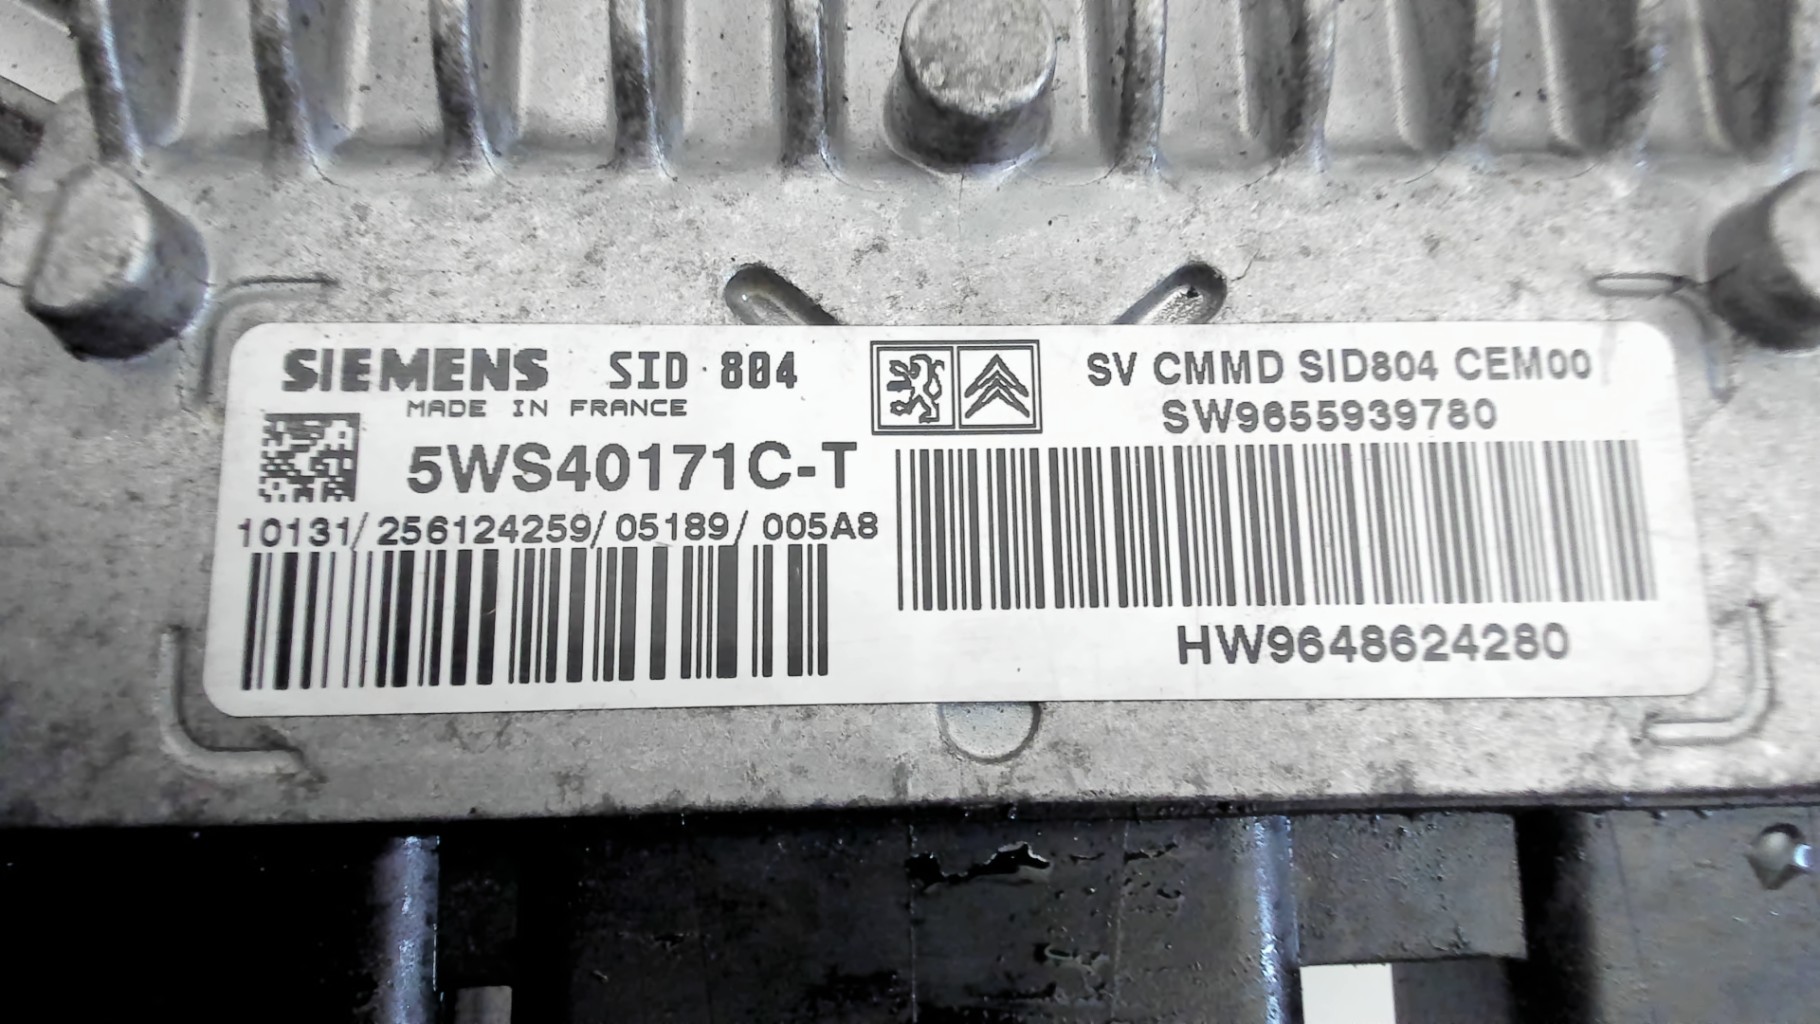 SIEMENS SID 804
MADE IN FRANCE
5WS40171C-T
10131/256124259/05189/005A8
SV CMMD SID804 CEM00
SW9655939780
HW9648624280